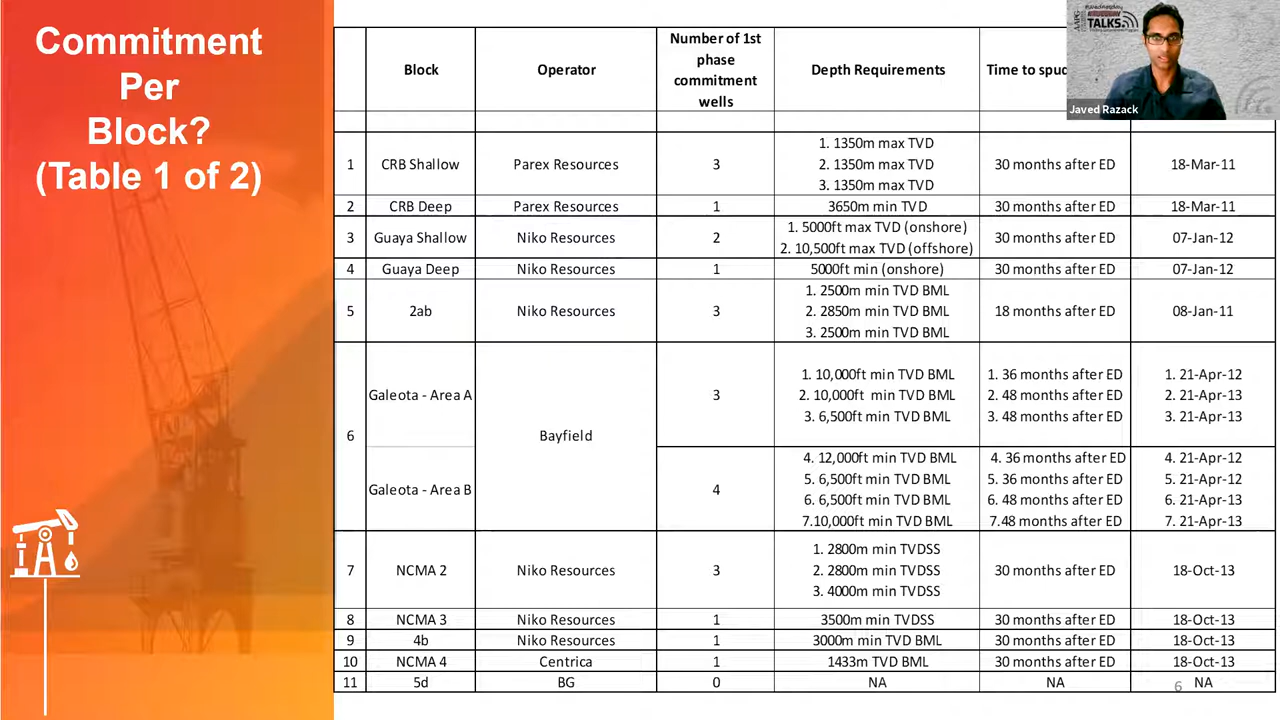 Commitment
Per
Block?
(Table 1 of 2)
Block
Operator
Number of 1st
phase
commitment
wells
Depth Requirements
Time to spud
TALKS
Javed Razack
1 CRB Shallow Parex Resources 3 1. 1350m max TVD
2. 1350m max TVD
3. 1350m max TVD
30 months after ED 18-Mar-11
2 CRB Deep Parex Resources 1 3650m min TVD 30 months after ED 18-Mar-11
3 Guaya Shallow Niko Resources 2 1. 5000ft max TVD (onshore)
2. 10,500ft max TVD (offshore)
30 months after ED 07-Jan-12
4 Guaya Deep Niko Resources 1 5000ft min (onshore) 30 months after ED 07-Jan-12
5 2ab Niko Resources 3 1. 2500m min TVD BML
2. 2850m min TVD BML
3. 2500m min TVD BML
18 months after ED 08-Jan-11
6 Bayfield
Galeota - Area A 3
1. 10,000ft min TVD BML 1. 36 months after ED 1. 21-Apr-12
2. 10,000ft min TVD BML 2. 48 months after ED 2. 21-Apr-13
3. 6,500ft min TVD BML 3. 48 months after ED 3. 21-Apr-13
Galeota - Area B 4
4. 12,000ft min TVD BML 4. 36 months after ED 4. 21-Apr-12
5. 6,500ft min TVD BML 5. 36 months after ED 5. 21-Apr-12
6. 6,500ft min TVD BML 6. 48 months after ED 6. 21-Apr-13
7.10,000ft min TVD BML 7.48 months after ED 7. 21-Apr-13
7 NCMA 2 Niko Resources 3 1. 2800m min TVDSS
2. 2800m min TVDSS
3. 4000m min TVDSS
30 months after ED 18-Oct-13
8 NCMA 3 Niko Resources 1 3500m min TVDSS 30 months after ED 18-Oct-13
9 4b Niko Resources 1 3000m min TVD BML 30 months after ED 18-Oct-13
10 NCMA 4 Centrica 1 1433m TVD BML 30 months after ED 18-Oct-13
11 5d BG 0 NA NA NA
6